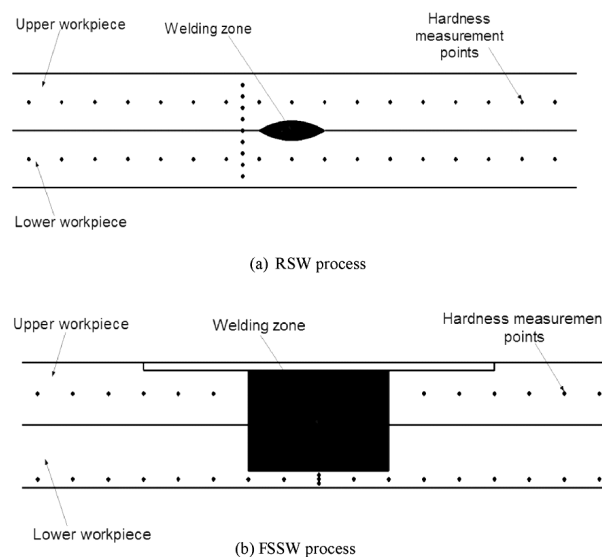 Upper workpiece
Welding zone
Hardness
measurement
points
Lower workpiece
(a) RSW process
Upper workpiece
Welding zone
Hardness measurement
points
Lower workpiece
(b) FSSW process